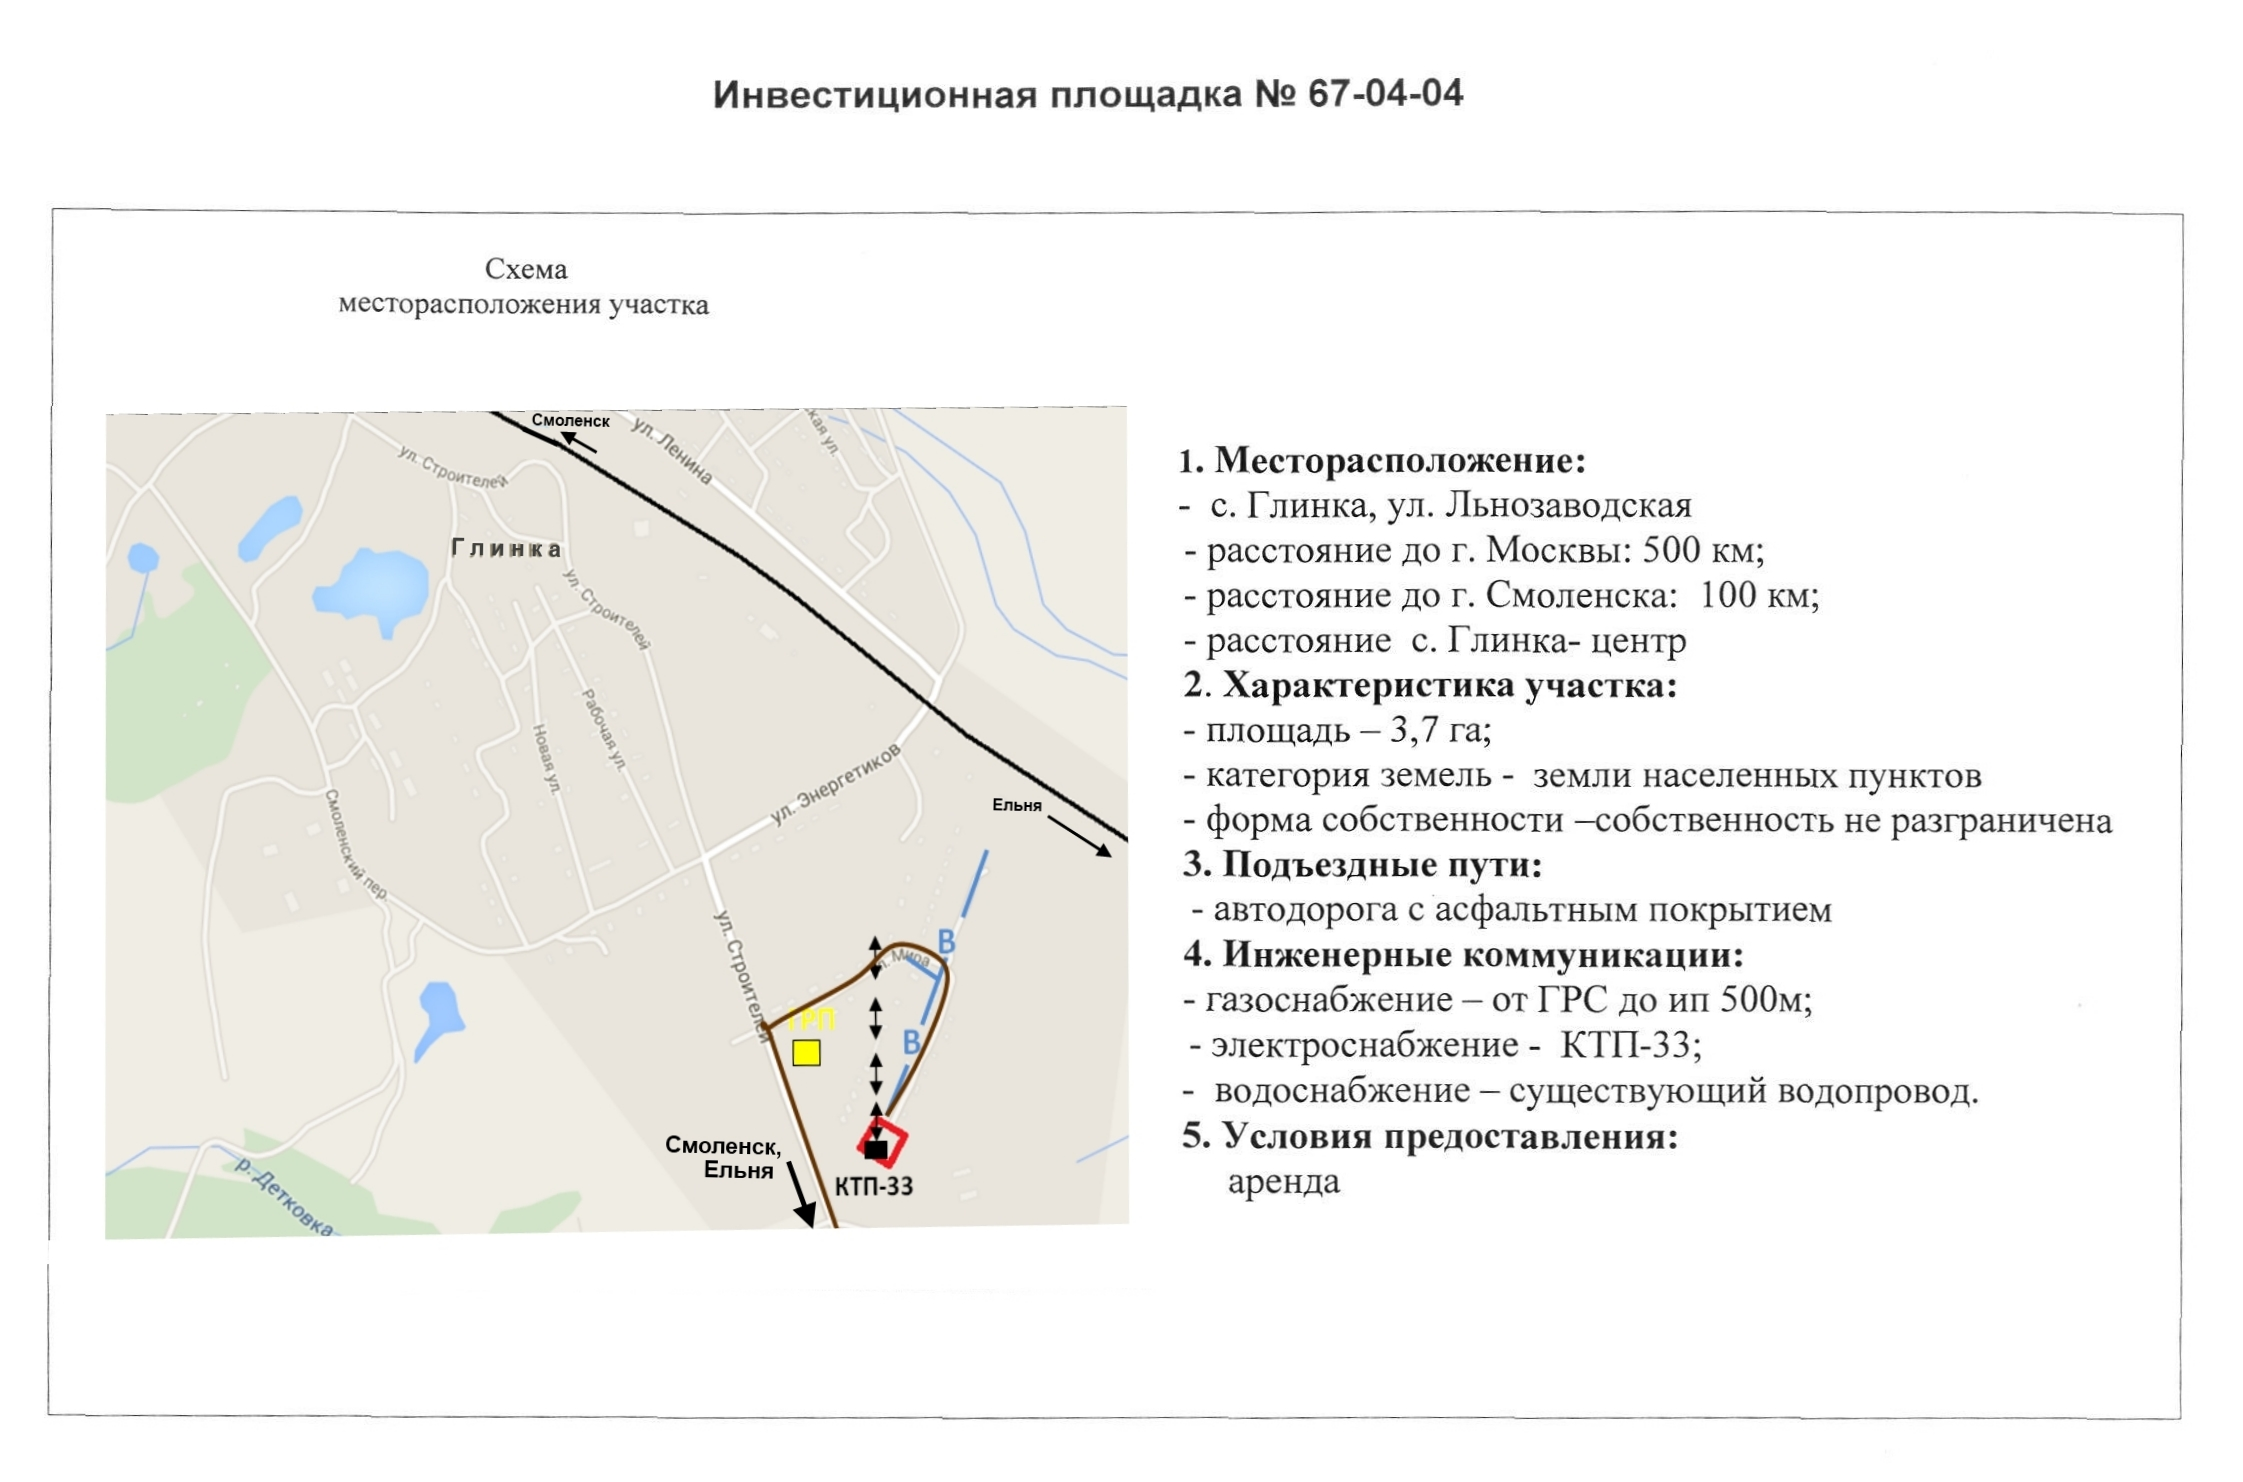 Инвестиционная площадка № 67-04-04
Схема
месторасположения участка
Смоленск
ул. Ленина
кая ул.
ул. Строителей
Глинка
ул. Строителей
Рабочая ул.
Новая ул.
ул. Энергетиков
Ельня
Смоленский пер
ул. Строителей
В
л. Мира
ГРП
В
Смоленск,
Ельня
КТП-33
р. Детковка
1. Месторасположение:
- с. Глинка, ул. Льнозаводская
- расстояние до г. Москвы: 500 км;
- расстояние до г. Смоленска: 100 км;
- расстояние с. Глинка- центр
2. Характеристика участка:
- площадь – 3,7 га;
- категория земель - земли населенных пунктов
- форма собственности –собственность не разграничена
3. Подъездные пути:
- автодорога с асфальтным покрытием
4. Инженерные коммуникации:
- газоснабжение – от ГРС до ип 500м;
- электроснабжение - КТП-33;
- водоснабжение – существующий водопровод.
5. Условия предоставления:
аренда